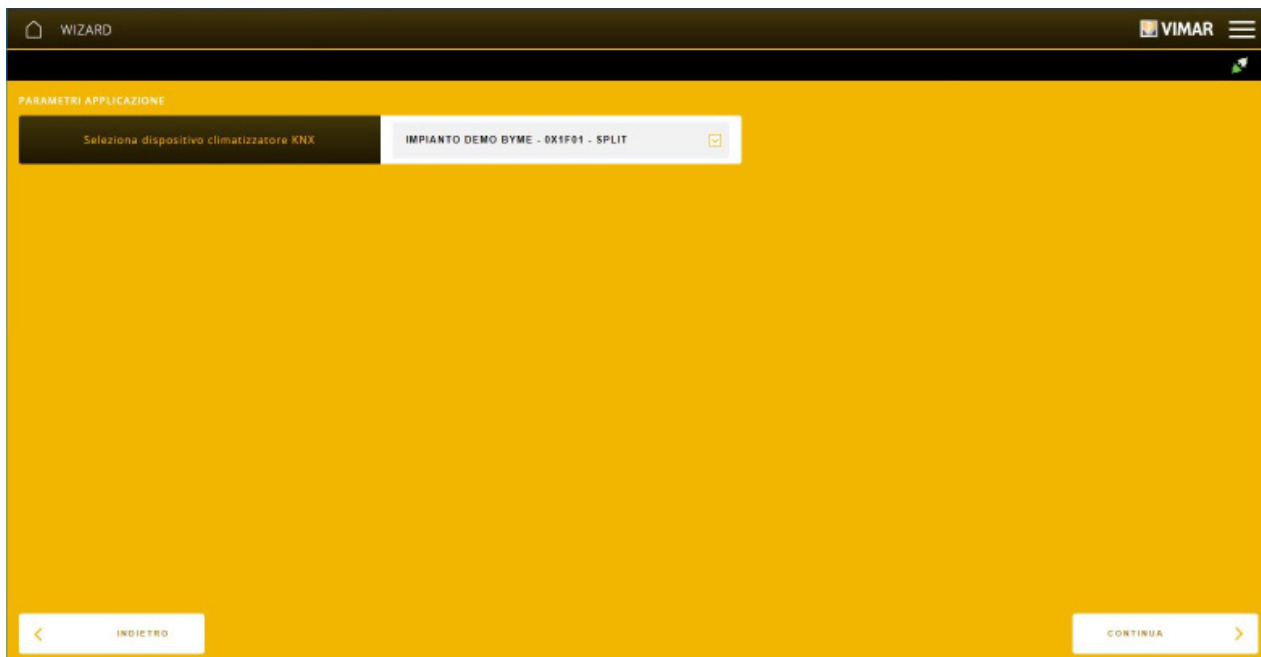 WIZARD
VIMAR
PARAMETRI APPLICAZIONE
Seleziona dispositivo climatizzatore KNX
IMPIANTO DEMO BYME - 0X1F01 - SPLIT
INDIETRO
CONTINUA